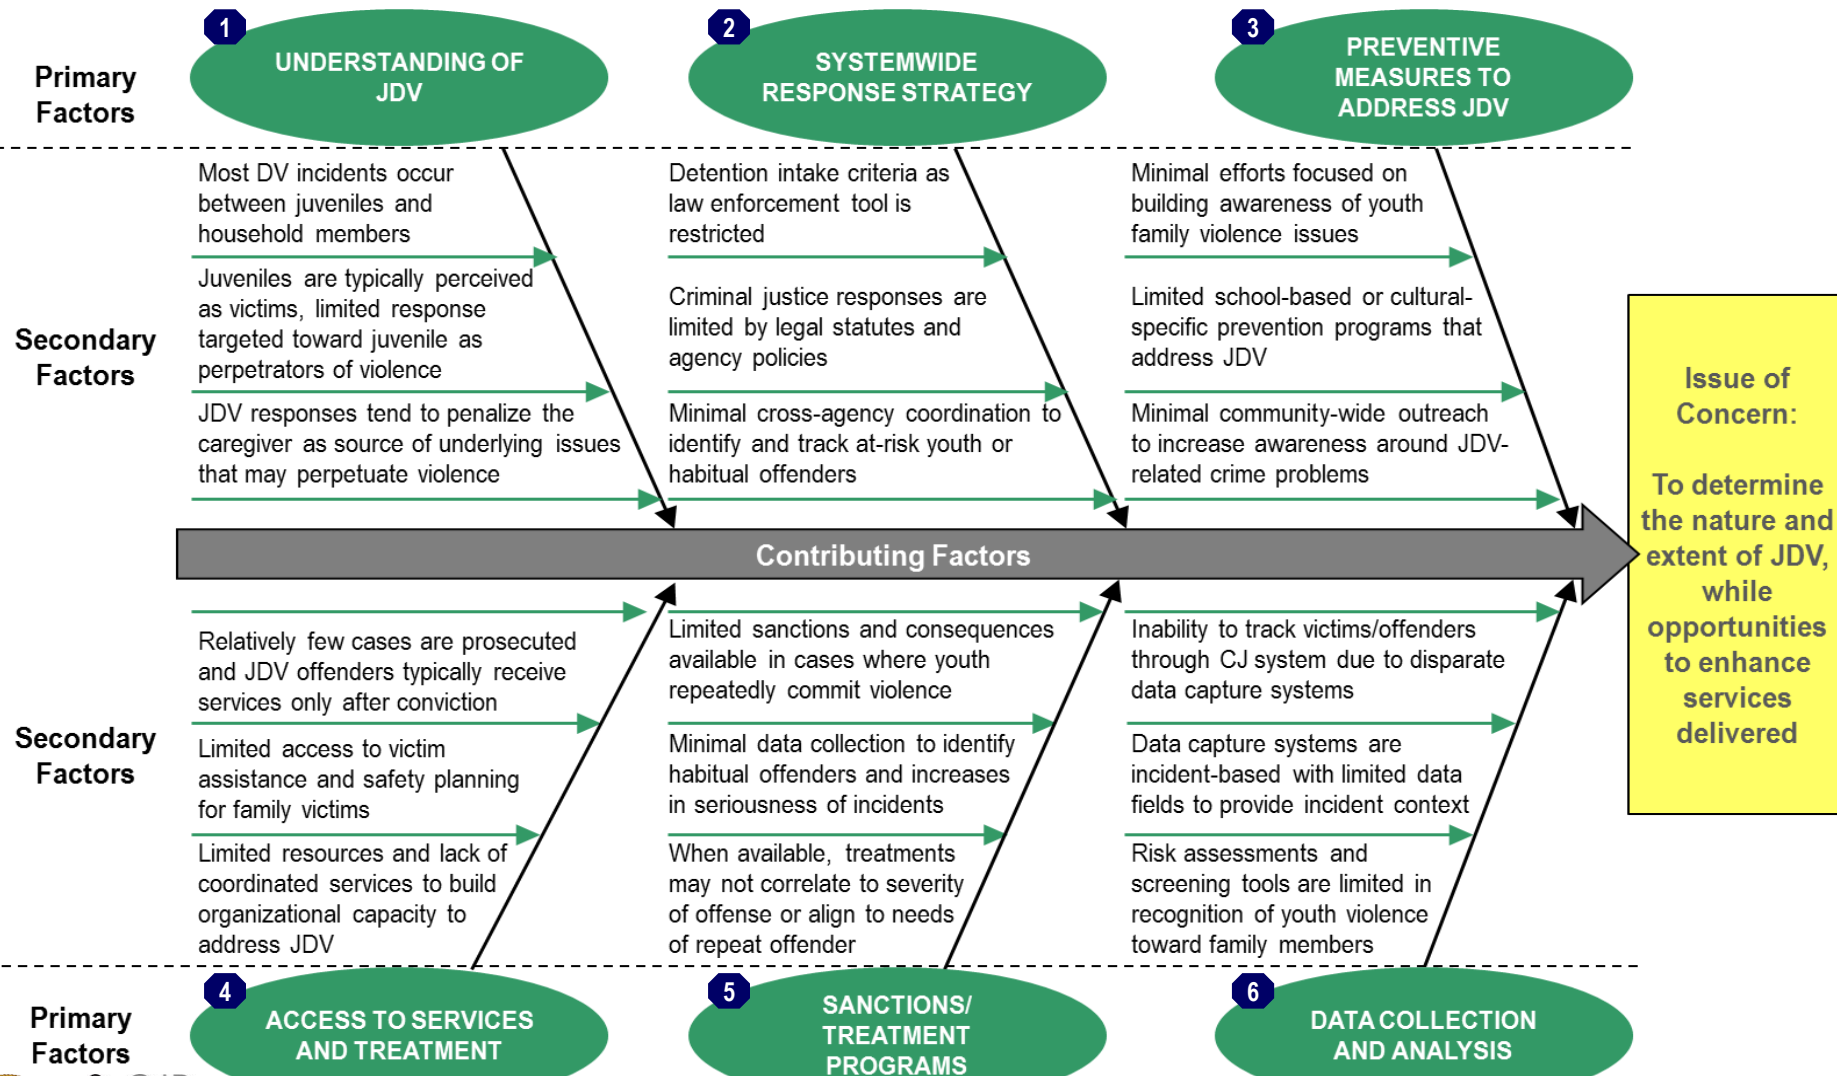 1
UNDERSTANDING OF
JDV
2
SYSTEMWIDE
RESPONSE STRATEGY
3
PREVENTIVE
MEASURES TO
ADDRESS JDV
Primary
Factors
Most DV incidents occur
between juveniles and
household members
Juveniles are typically perceived
as victims, limited response
targeted toward juvenile as
perpetrators of violence
JDV responses tend to penalize the
caregiver as source of underlying issues
that may perpetuate violence
Detention intake criteria as
law enforcement tool is
restricted
Criminal justice responses are
limited by legal statutes and
agency policies
Minimal cross-agency coordination to
identify and track at-risk youth or
habitual offenders
Minimal efforts focused on
building awareness of youth
family violence issues
Limited school-based or cultural-
specific prevention programs that
address JDV
Minimal community-wide outreach
to increase awareness around JDV-
related crime problems
Secondary
Factors
Contributing Factors
Issue of
Concern:
To determine
the nature and
extent of JDV,
while
opportunities
to enhance
services
delivered
Secondary
Factors
Relatively few cases are prosecuted
and JDV offenders typically receive
services only after conviction
Limited access to victim
assistance and safety planning
for family victims
Limited resources and lack of
coordinated services to build
organizational capacity to
address JDV
Limited sanctions and consequences
available in cases where youth
repeatedly commit violence
Minimal data collection to identify
habitual offenders and increases
in seriousness of incidents
When available, treatments
may not correlate to severity
of offense or align to needs
of repeat offender
Inability to track victims/offenders
through CJ system due to disparate
data capture systems
Data capture systems are
incident-based with limited data
fields to provide incident context
Risk assessments and
screening tools are limited in
recognition of youth violence
toward family members
Primary
Factors
4
ACCESS TO SERVICES
AND TREATMENT
5
SANCTIONS/
TREATMENT
PROGRAMS
6
DATA COLLECTION
AND ANALYSIS